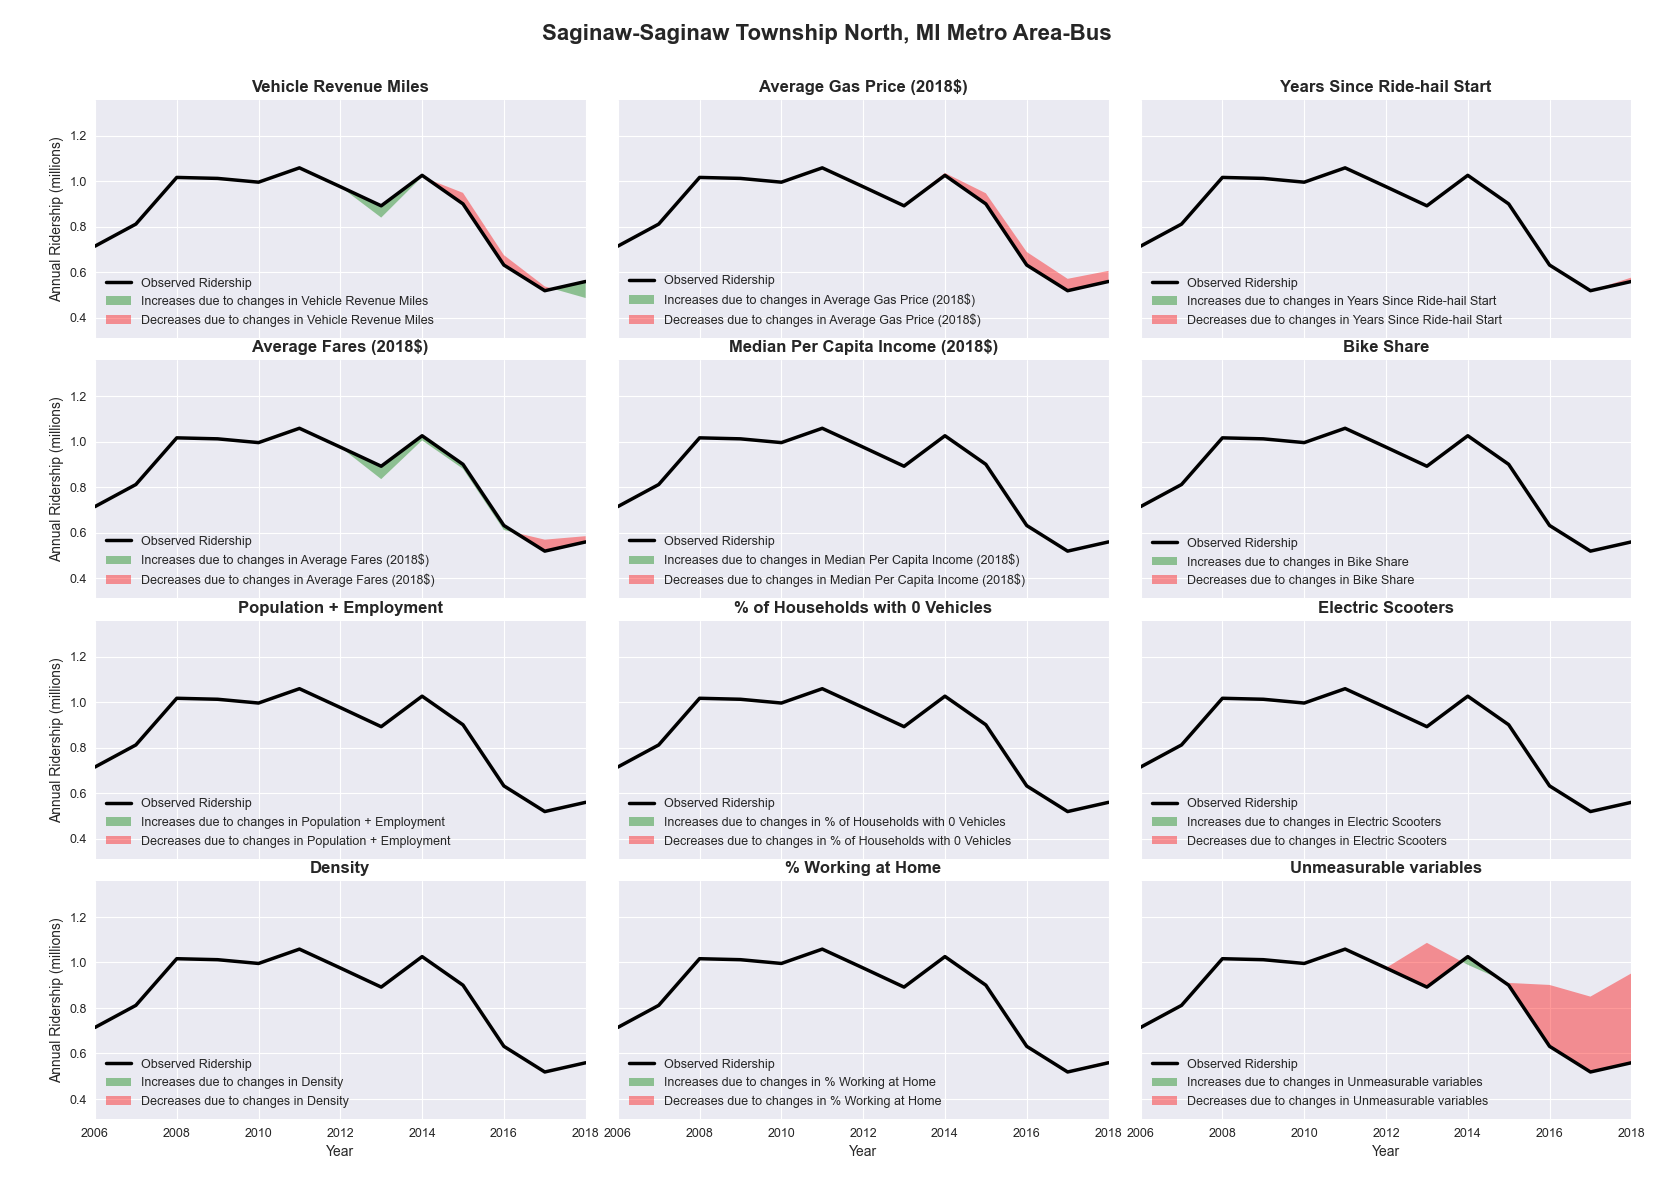 Saginaw-Saginaw Township North, MI Metro Area-Bus
Vehicle Revenue Miles
Annual Ridership (millions)
1.2
1.0
0.8
0.6
0.4
Observed Ridership
Increases due to changes in Vehicle Revenue Miles
Decreases due to changes in Vehicle Revenue Miles
Average Gas Price (2018$)
Observed Ridership
Increases due to changes in Average Gas Price (2018$)
Decreases due to changes in Average Gas Price (2018$)
Years Since Ride-hail Start
Observed Ridership
Increases due to changes in Years Since Ride-hail Start
Decreases due to changes in Years Since Ride-hail Start
Average Fares (2018$)
Annual Ridership (millions)
1.2
1.0
0.8
0.6
0.4
Observed Ridership
Increases due to changes in Average Fares (2018$)
Decreases due to changes in Average Fares (2018$)
Median Per Capita Income (2018$)
Observed Ridership
Increases due to changes in Median Per Capita Income (2018$)
Decreases due to changes in Median Per Capita Income (2018$)
Bike Share
Observed Ridership
Increases due to changes in Bike Share
Decreases due to changes in Bike Share
Population + Employment
Annual Ridership (millions)
1.2
1.0
0.8
0.6
0.4
Observed Ridership
Increases due to changes in Population + Employment
Decreases due to changes in Population + Employment
% of Households with 0 Vehicles
Observed Ridership
Increases due to changes in % of Households with 0 Vehicles
Decreases due to changes in % of Households with 0 Vehicles
Electric Scooters
Observed Ridership
Increases due to changes in Electric Scooters
Decreases due to changes in Electric Scooters
Density
Annual Ridership (millions)
1.2
1.0
0.8
0.6
0.4
Observed Ridership
Increases due to changes in Density
Decreases due to changes in Density
2006 2008 2010 2012 2014 2016 2018
Year
% Working at Home
Observed Ridership
Increases due to changes in % Working at Home
Decreases due to changes in % Working at Home
2006 2008 2010 2012 2014 2016 2018
Year
Unmeasurable variables
Observed Ridership
Increases due to changes in Unmeasurable variables
Decreases due to changes in Unmeasurable variables
2006 2008 2010 2012 2014 2016 2018
Year